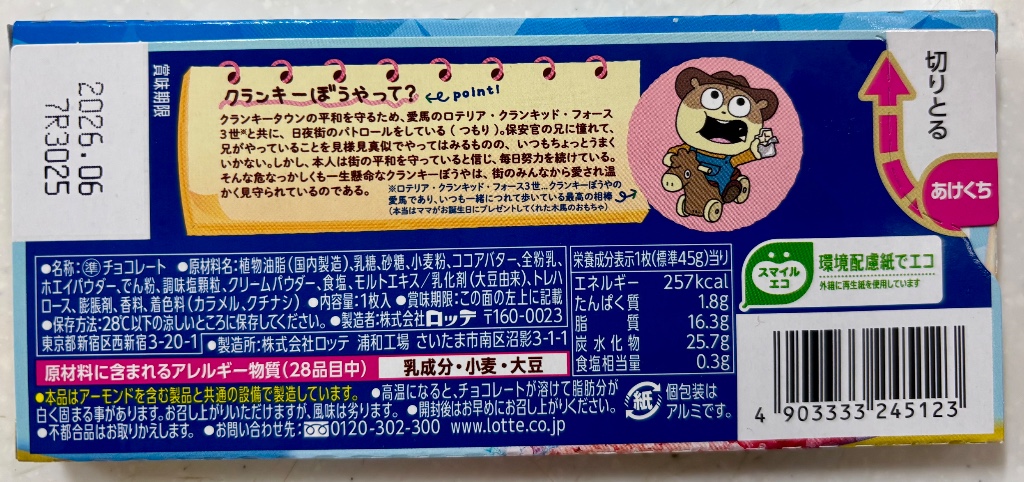 賞味期限
2026.06
7R3025
クランキーぼうやって?
point!
クランキータウンの平和を守るため、愛馬のロテリア・クランキッド・フォース
3世※と共に、日夜街のパトロールをしている(つもり)。保安官の兄に憧れて、
兄がやっていることを見様見真似でやってはみるものの、いつもちょっとうまく
いかない。しかし、本人は街の平和を守っていると信じ、毎日努力を続けている。
そんな危なっかしくも一生懸命なクランキーぼうやは、街のみんなから愛され温
かく見守られているのである。
※ロテリア・クランキッド・フォース3世…クランキーぼうやの
愛馬であり、いつも一緒につれて歩いている最高の相棒
(本当はママがお誕生日にプレゼントしてくれた木馬のおもちゃ)
切りとる
あけくち
●名称:準チョコレート ●原材料名:植物油脂(国内製造)、乳糖、砂糖、小麦粉、ココアバター、全粉乳、
ホエイパウダー、でん粉、調味塩顆粒、クリームパウダー、食塩、モルトエキス/乳化剤(大豆由来)、トレハ
ロース、膨脹剤、香料、着色料(カラメル、クチナシ) ●内容量:1枚入 ●賞味期限:この面の左上に記載
●保存方法:28℃以下の涼しいところに保存してください。 ●製造者:株式会社ロッテ 〒160-0023
東京都新宿区西新宿3-20-1 ●製造所:株式会社ロッテ 浦和工場 さいたま市南区沼影3-1-1
原材料に含まれるアレルギー物質(28品目中) 乳成分・小麦・大豆
●本品はアーモンドを含む製品と共通の設備で製造しています。 ●高温になると、チョコレートが溶けて脂肪分が
白く固まる事があります。お召し上がりいただけますが、風味は劣ります。 ●開封後はお早めにお召し上がりください。
●不都合品はお取りかえします。 ●お問い合わせ先:0120-302-300 www.lotte.co.jp
栄養成分表示1枚(標準45g)当り
エネルギー 257kcal
たんぱく質 1.8g
脂質 16.3g
炭水化物 25.7g
食塩相当量 0.3g
紙
個包装は
アルミです。
スマイル
エコ
環境配慮紙でエコ
外箱に再生紙を使用しています
4 903333 245123